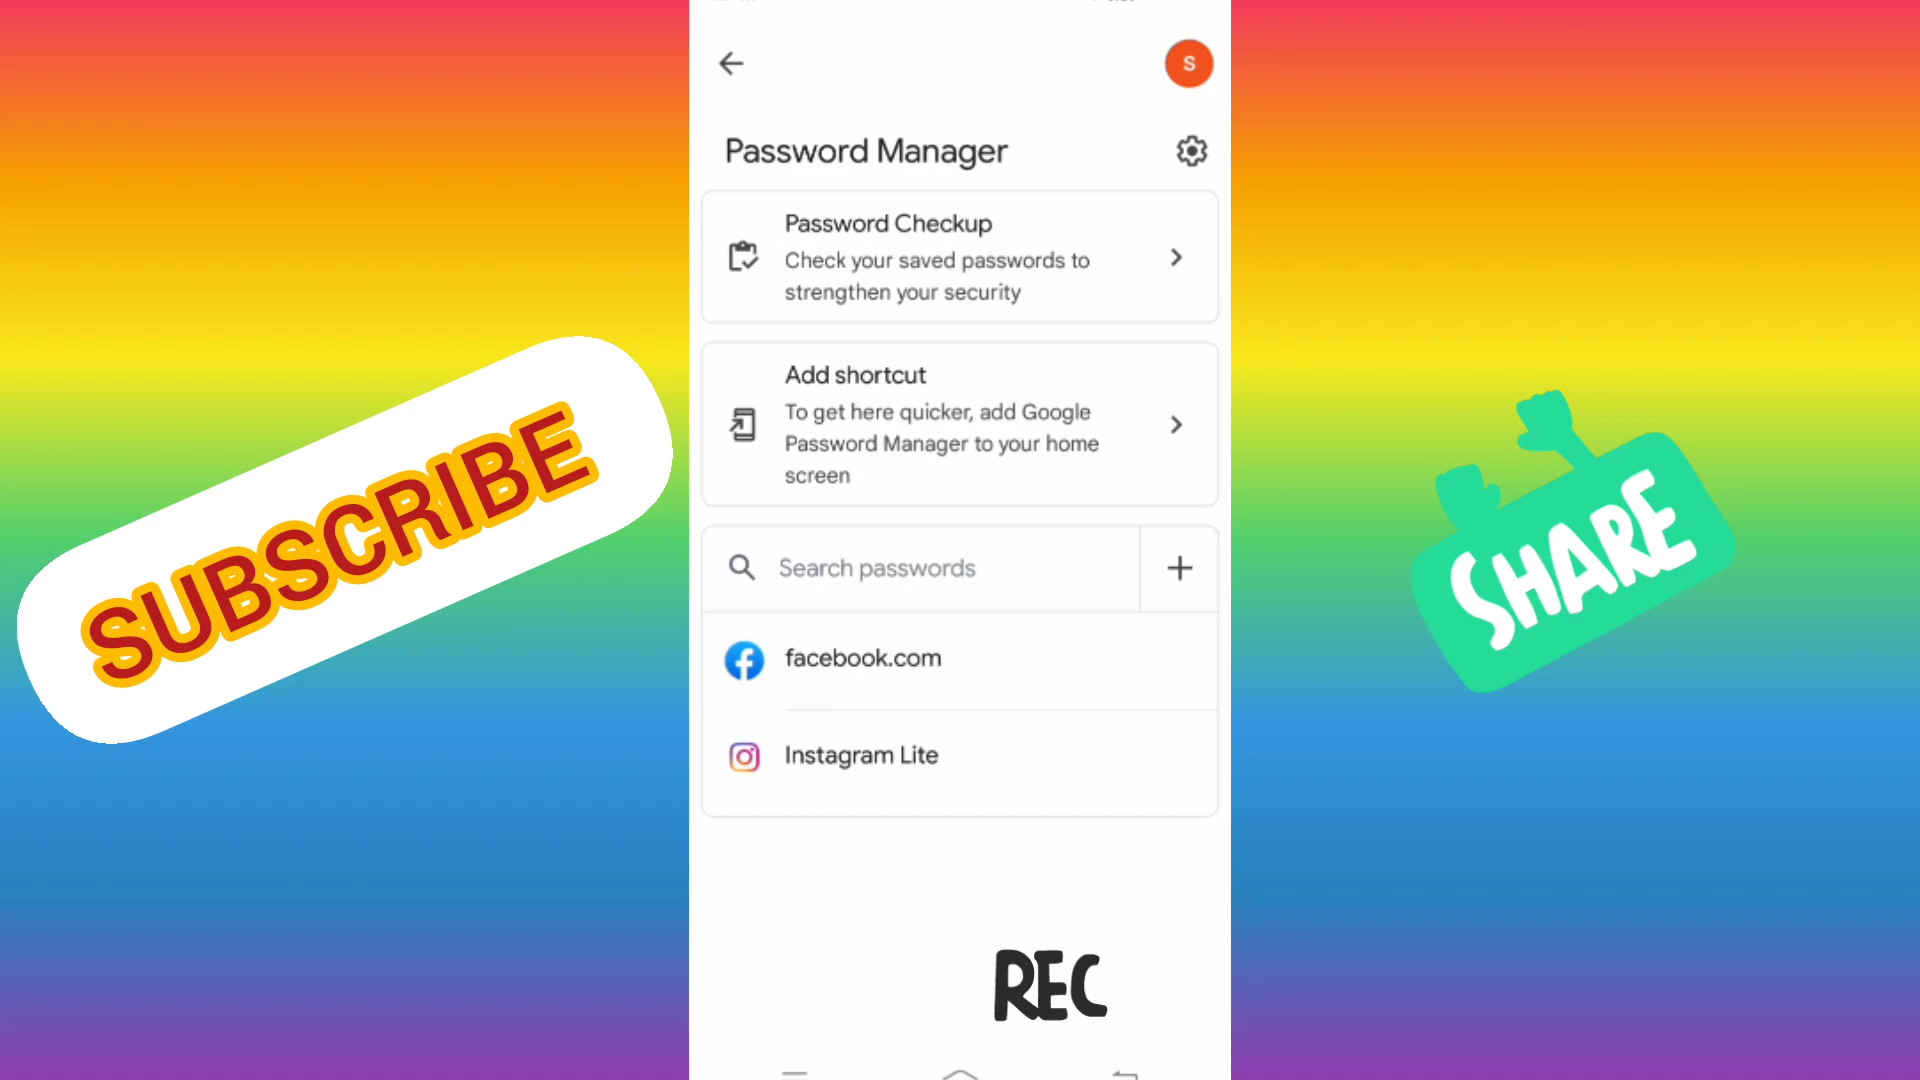 S
Password Manager
Password Checkup
Check your saved passwords to
strengthen your security
Add shortcut
To get here quicker, add Google
Password Manager to your home
screen
Search passwords
facebook.com
Instagram Lite
SUBSCRIBE
SHARE
REC